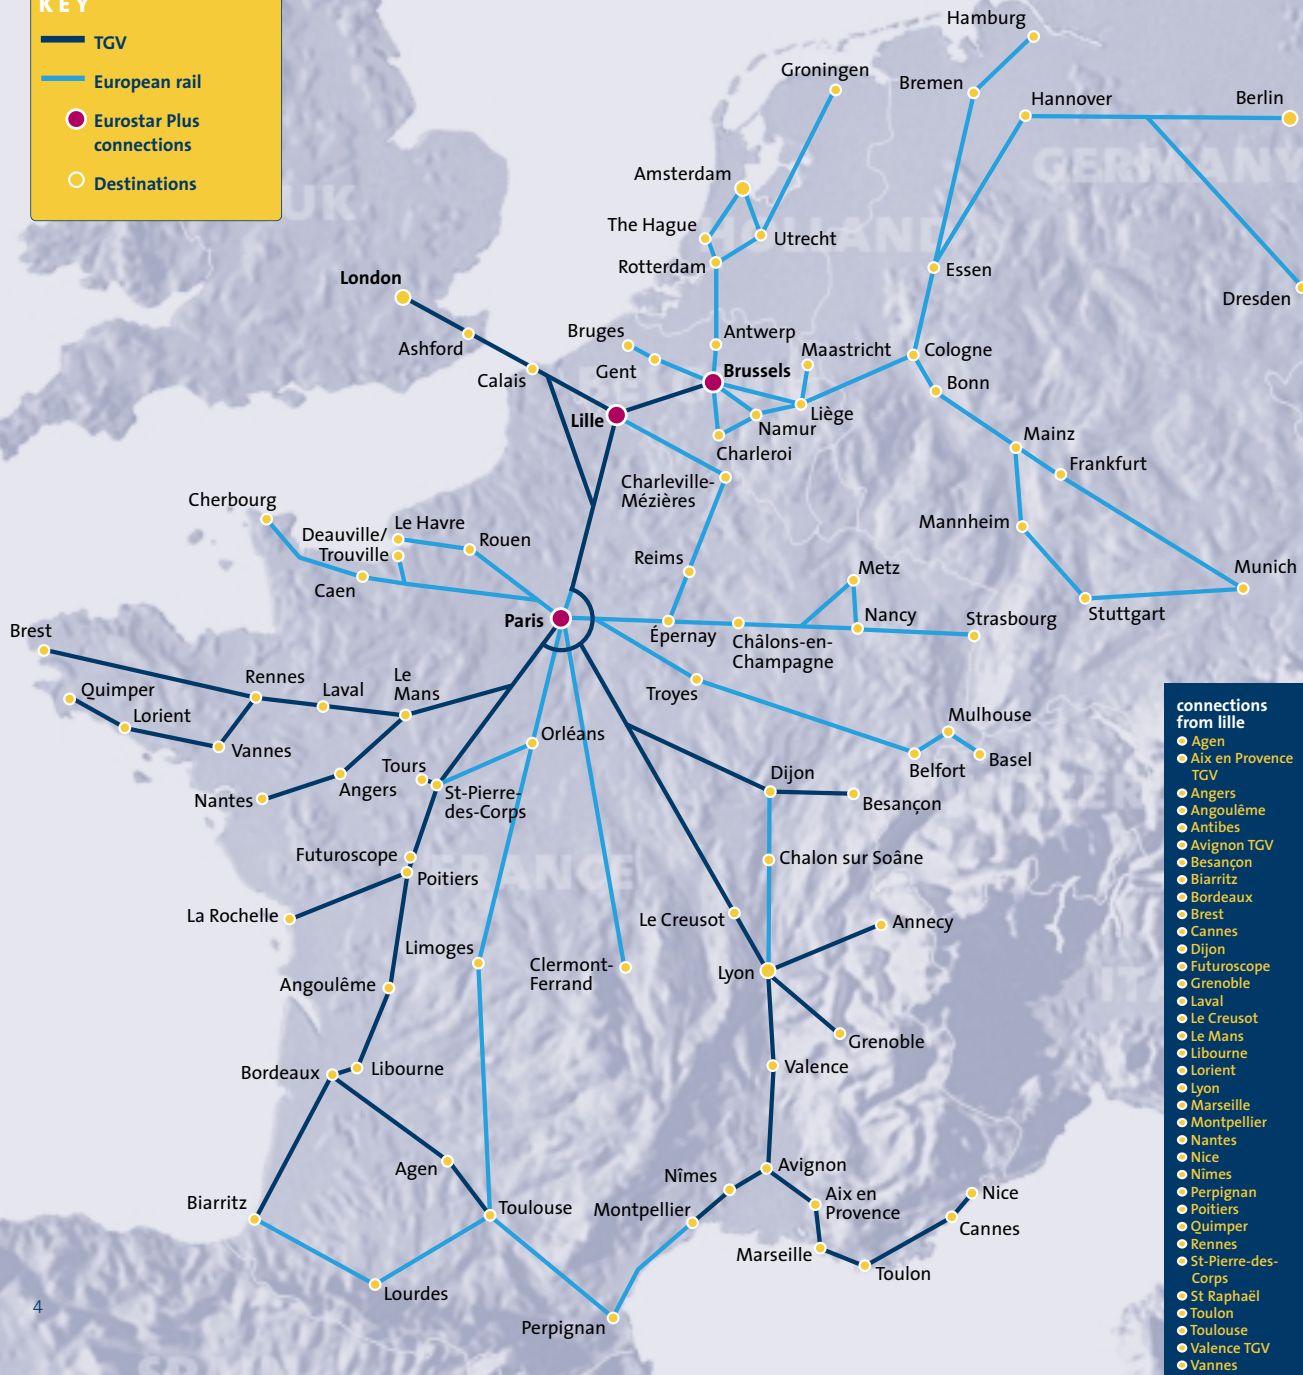 KEY
TGV
European rail
Eurostar Plus
connections
Destinations
UK
GERMANY
HOLLAND
FRANCE
Hamburg
Groningen
Bremen
Hannover
Berlin
Amsterdam
The Hague
Utrecht
Rotterdam
Essen
London
Dresden
Ashford
Bruges
Antwerp
Maastricht
Cologne
Gent
Brussels
Calais
Bonn
Lille
Liège
Namur
Charleroi
Mainz
Frankfurt
Charleville-
Mézières
Cherbourg
Le Havre
Deauville/
Trouville
Rouen
Mannheim
Reims
Metz
Munich
Caen
Stuttgart
Paris
Épernay
Nancy
Strasbourg
Châlons-en-
Champagne
Brest
Rennes
Laval
Le
Mans
Quimper
Lorient
Vannes
Troyes
Mulhouse
Orléans
Basel
Belfort
Tours
Angers
St-Pierre-
des-Corps
Nantes
Dijon
Besançon
Futuroscope
Poitiers
Chalon sur Soâne
La Rochelle
Le Creusot
Annecy
Limoges
Clermont-
Ferrand
Lyon
Angoulême
Grenoble
Bordeaux
Libourne
Valence
Agen
Nîmes
Avignon
Biarritz
Toulouse
Montpellier
Aix en
Provence
Nice
Cannes
Marseille
Toulon
Lourdes
Perpignan
4
connections
from lille
Agen
Aix en Provence
TGV
Angers
Angoulême
Antibes
Avignon TGV
Besançon
Biarritz
Bordeaux
Brest
Cannes
Dijon
Futuroscope
Grenoble
Laval
Le Creusot
Le Mans
Libourne
Lorient
Lyon
Marseille
Montpellier
Nantes
Nice
Nîmes
Perpignan
Poitiers
Quimper
Rennes
St-Pierre-des-
Corps
St Raphaël
Toulon
Toulouse
Valence TGV
Vannes